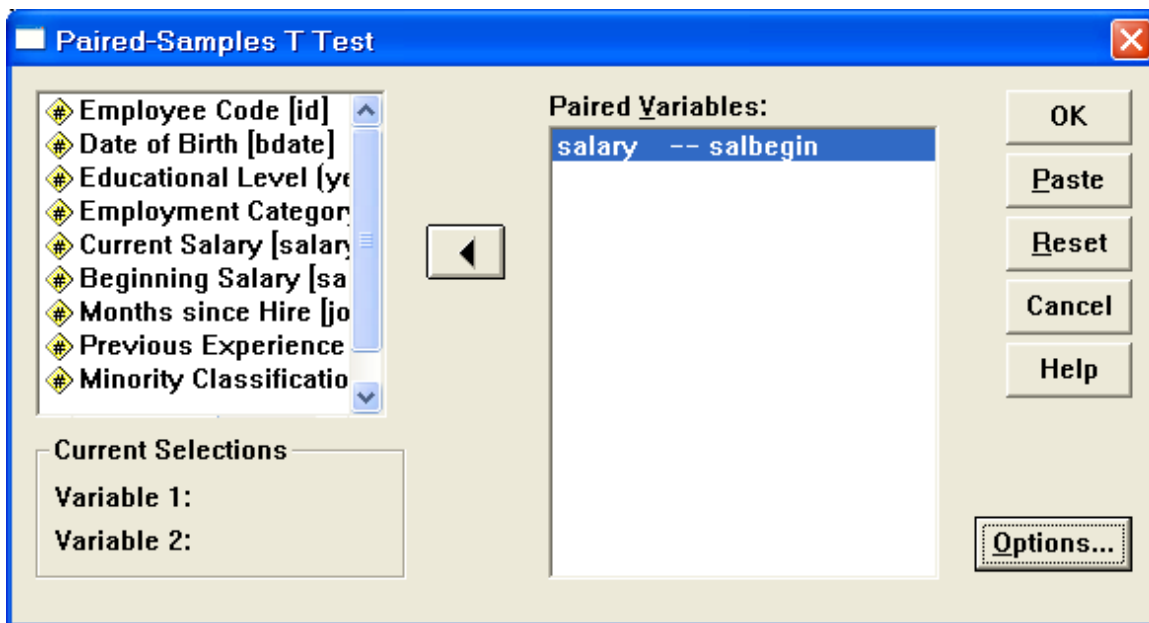 Paired-Samples T Test
Employee Code [id]
Date of Birth [bdate]
Educational Level (ye
Employment Categor
Current Salary [salary
Beginning Salary [sa
Months since Hire [jo
Previous Experience
Minority Classificatio
Current Selections
Variable 1:
Variable 2:
Paired Variables:
salary -- salbegin
OK
Paste
Reset
Cancel
Help
Options...